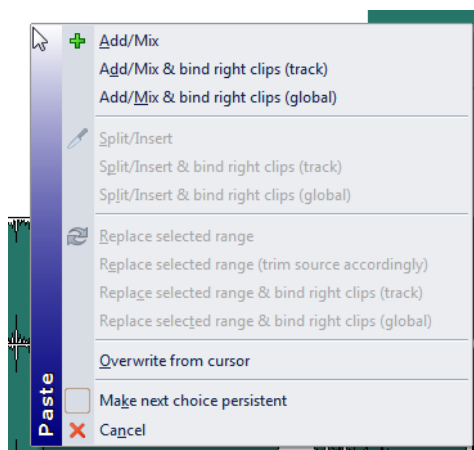 Add/Mix
Add/Mix & bind right clips (track)
Add/Mix & bind right clips (global)
Split/Insert
Split/Insert & bind right clips (track)
Split/Insert & bind right clips (global)
Replace selected range
Replace selected range (trim source accordingly)
Replace selected range & bind right clips (track)
Replace selected range & bind right clips (global)
Overwrite from cursor
Make next choice persistent
Cancel
Paste